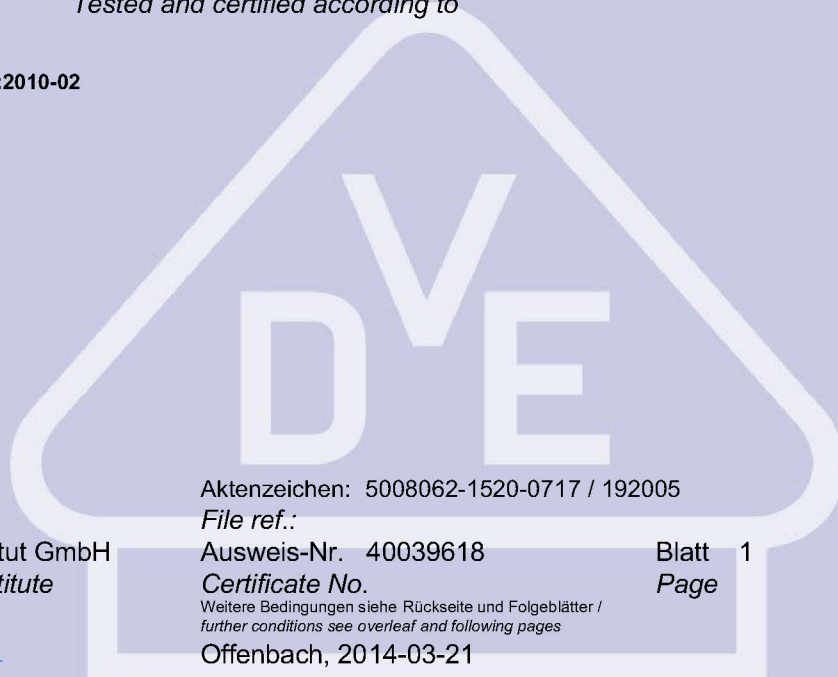 Tested and certified according to
:2010-02
VDE
Aktenzeichen: 5008062-1520-0717 / 192005
File ref.:
tut GmbH Ausweis-Nr. 40039618 Blatt 1
titute Certificate No. Page
Weitere Bedingungen siehe Rückseite und Folgeblätter /
further conditions see overleaf and following pages
Offenbach, 2014-03-21